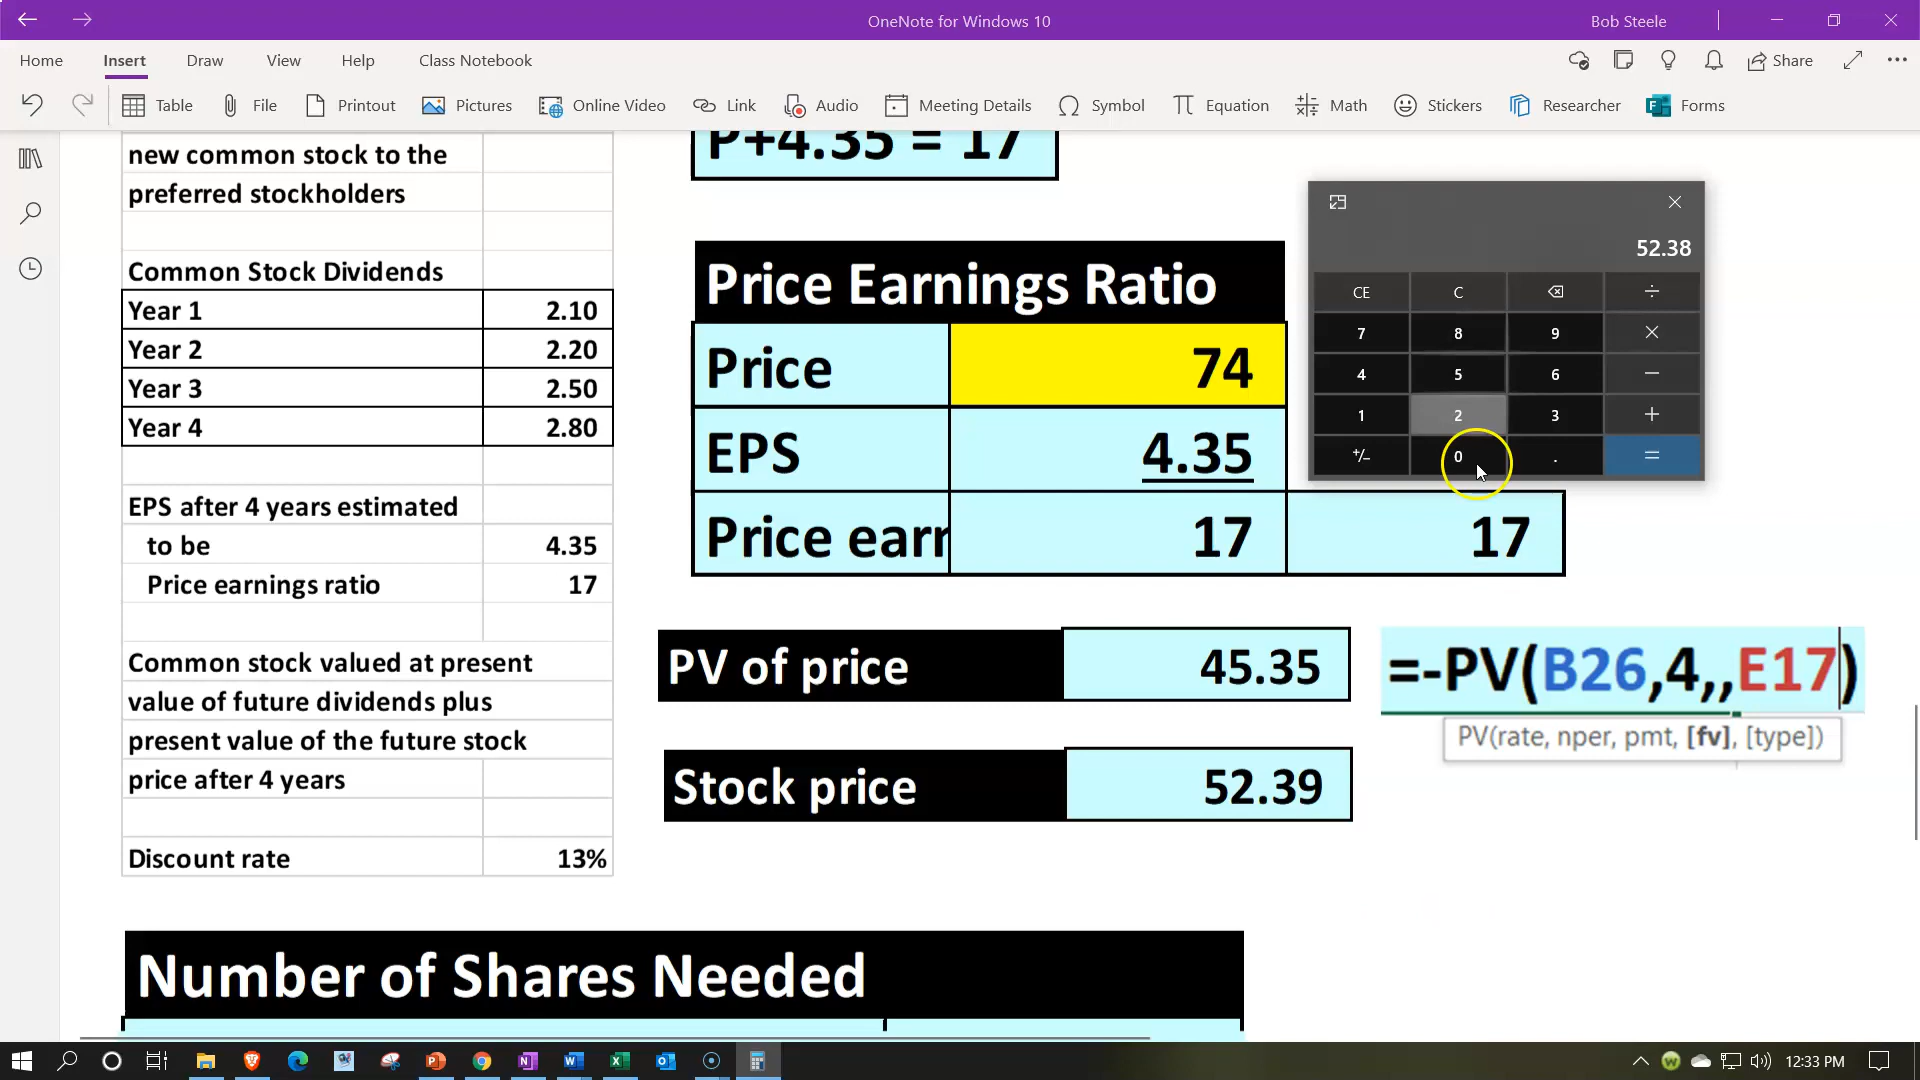 OneNote for Windows 10
Bob Steele
Home Insert Draw View Help Class Notebook
Share
Table File Printout Pictures Online Video Link Audio Meeting Details Symbol Equation Math Stickers Researcher Forms
new common stock to the
preferred stockholders
Common Stock Dividends
Year 1 2.10
Year 2 2.20
Year 3 2.50
Year 4 2.80
EPS after 4 years estimated
to be 4.35
Price earnings ratio 17
Common stock valued at present
value of future dividends plus
present value of the future stock
price after 4 years
Discount rate 13%
P+4.35 = 17
Price Earnings Ratio
Price 74
EPS 4.35
Price earr 17 17
52.38
CE C ÷
7 8 9 ×
4 5 6 −
1 2 3 +
+/− 0 . =
PV of price 45.35
=-PV(B26,4,,E17)
PV(rate, nper, pmt, [fv], [type])
Stock price 52.39
Number of Shares Needed
12:33 PM